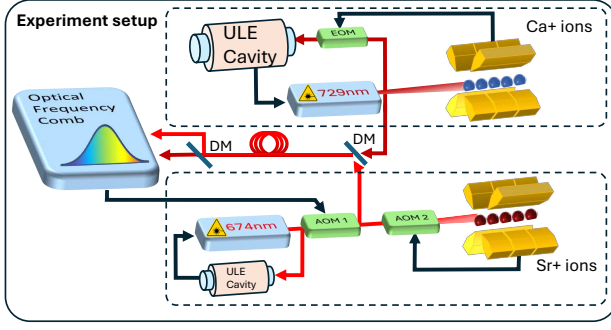 Experiment setup
ULE
Cavity
EOM
Ca+ ions
729nm
Optical
Frequency
Comb
DM
DM
674nm
AOM 1
AOM 2
ULE
Cavity
Sr+ ions